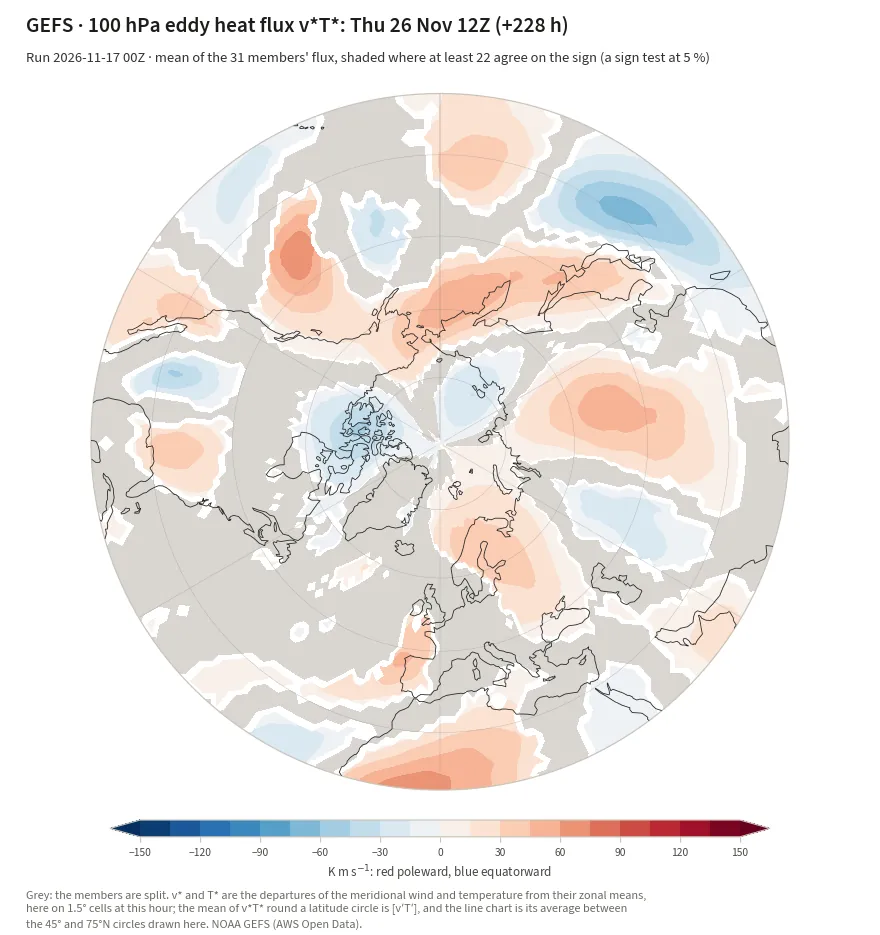 GEFS · 100 hPa eddy heat flux v*T*: Thu 26 Nov 12Z (+228 h)
Run 2026-11-17 00Z · mean of the 31 members' flux, shaded where at least 22 agree on the sign (a sign test at 5 %)
−150 −120 −90 −60 −30 0 30 60 90 120 150
K m s⁻¹: red poleward, blue equatorward
Grey: the members are split. v* and T* are the departures of the meridional wind and temperature from their zonal means,
here on 1.5° cells at this hour; the mean of v*T* round a latitude circle is [v′T′], and the line chart is its average between
the 45° and 75°N circles drawn here. NOAA GEFS (AWS Open Data).